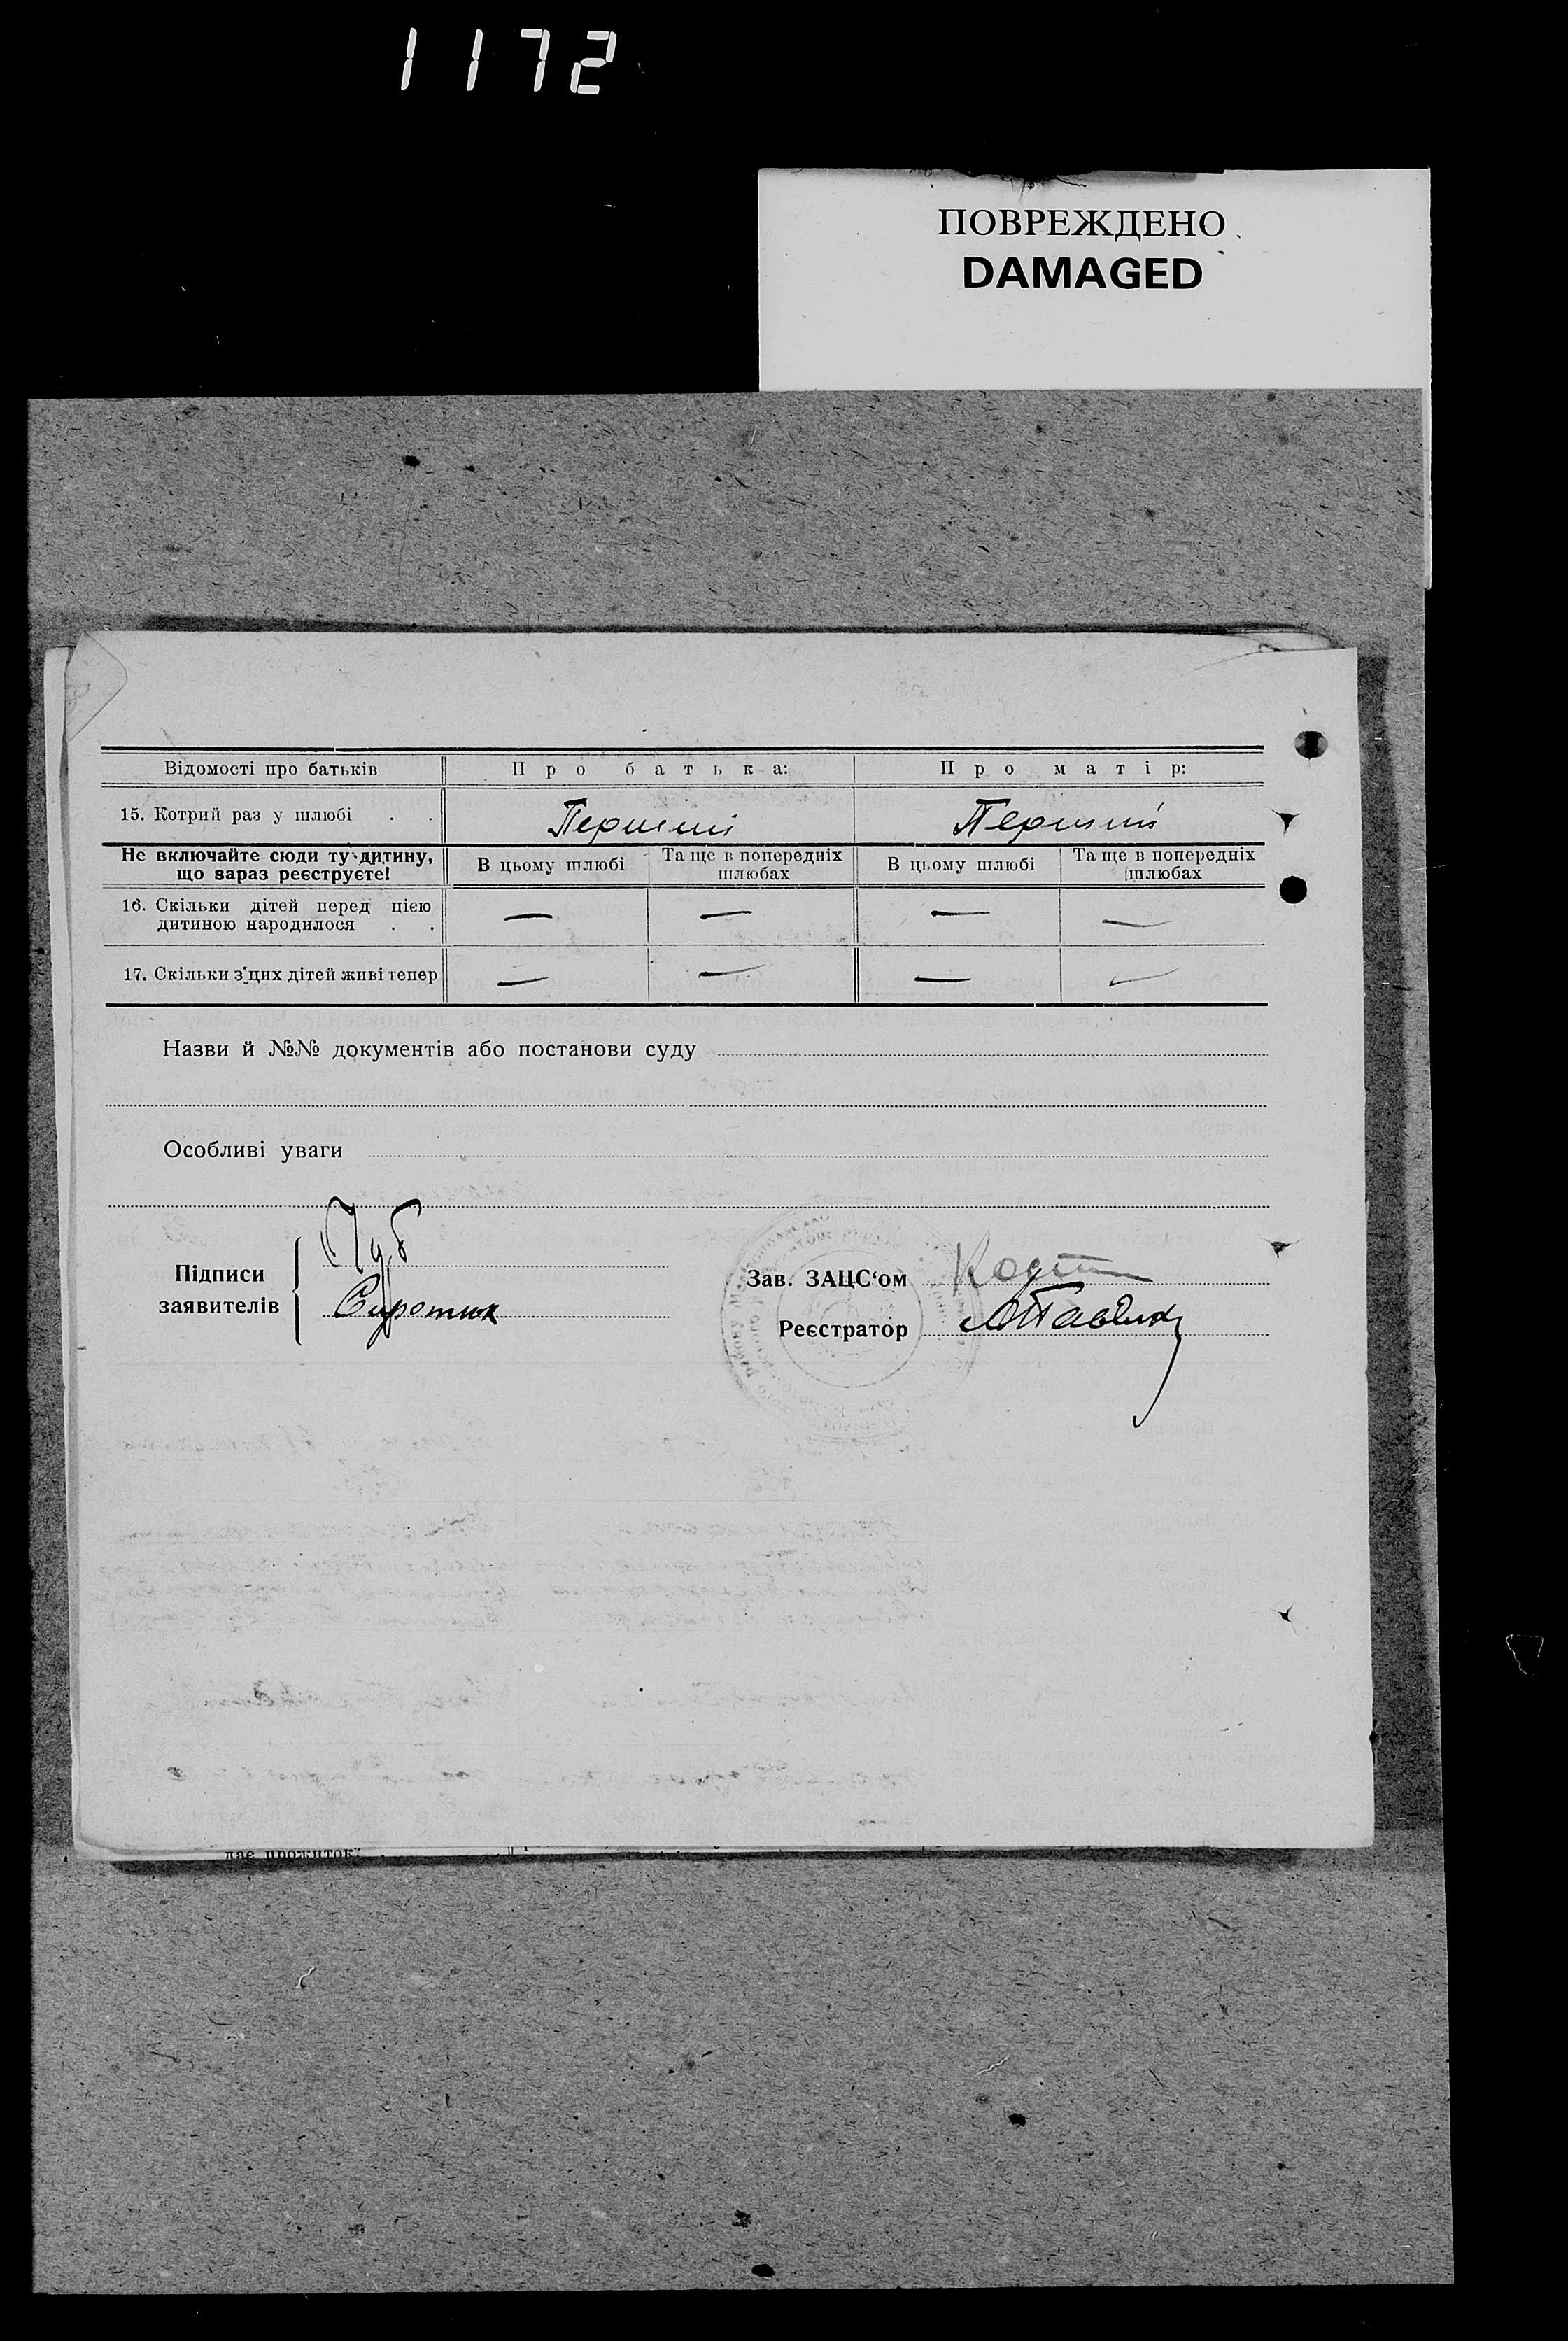 1172
ПОВРЕЖДЕНО
DAMAGED
Відомості про батьків Про батька: Про матір:
15. Котрий раз у шлюбі . . Перший Перший
Не включайте сюди ту дитину, що зараз реєструєте! В цьому шлюбі Та ще в попередніх шлюбах В цьому шлюбі Та ще в попередніх шлюбах
16. Скільки дітей перед цією дитиною народилося . . — — — —
17. Скільки з цих дітей живі тепер — — — —
Назви й №№ документів або постанови суду
Особливі уваги
Підписи заявителів
Сиротюк
Зав. ЗАЦС‘ом
Реєстратор
дає прожиток